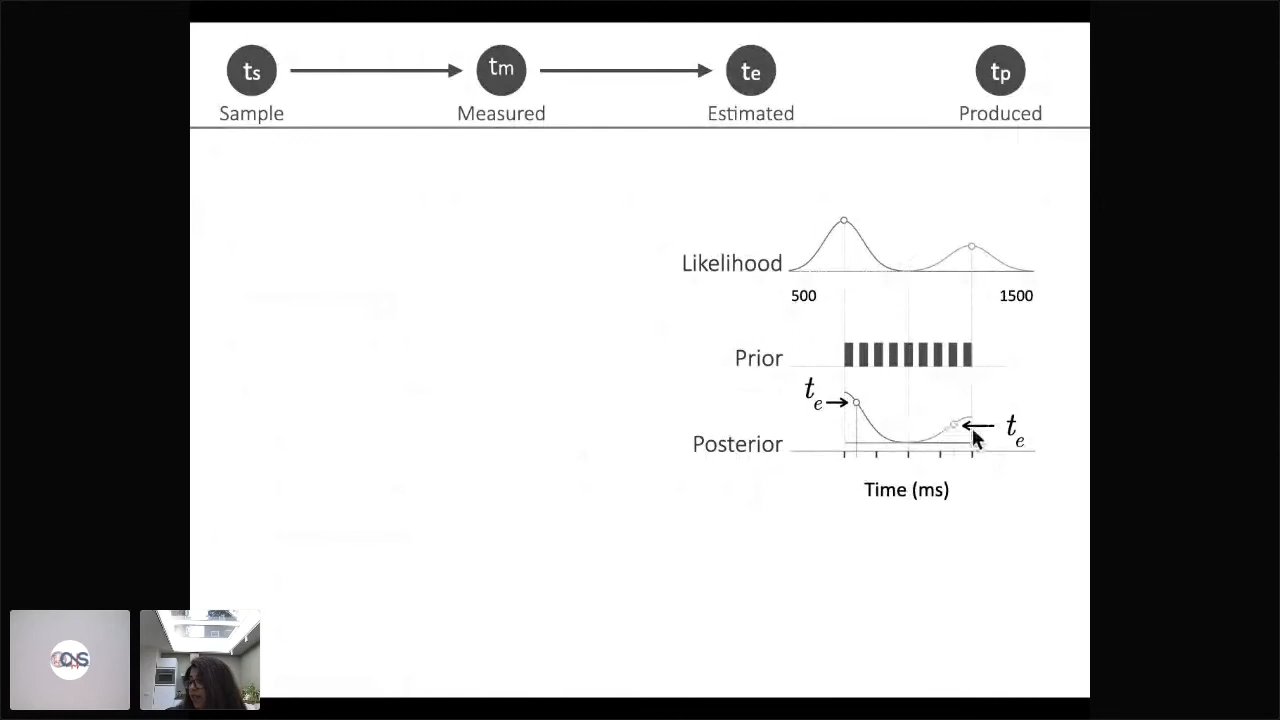 ts tm te tp
Sample Measured Estimated Produced
Likelihood
500 1500
Prior
te
te
Posterior
Time (ms)